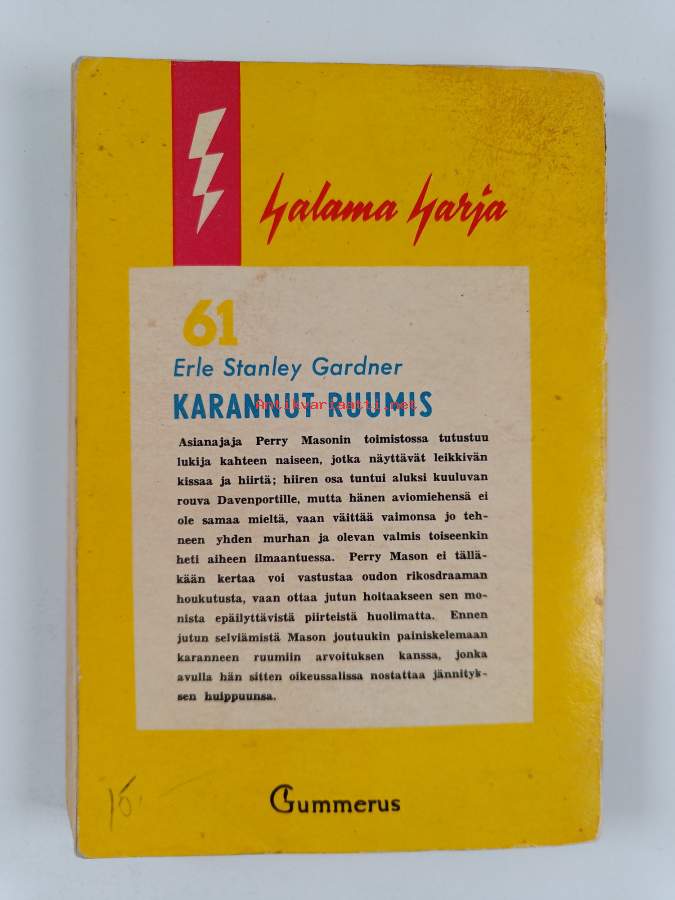 Salama Sarja
61
Erle Stanley Gardner
KARANNUT RUUMIS
Antikvariaatti.net
Asianajaja Perry Masonin toimistossa tutustuu
lukija kahteen naiseen, jotka näyttävät leikkivän
kissaa ja hiirtä; hiiren osa tuntui aluksi kuuluvan
rouva Davenportille, mutta hänen aviomiehensä ei
ole samaa mieltä, vaan väittää vaimonsa jo teh-
neen yhden murhan ja olevan valmis toiseenkin
heti aiheen ilmaantuessa. Perry Mason ei tällä-
kään kertaa voi vastustaa oudon rikosdraaman
houkutusta, vaan ottaa jutun hoitaakseen sen mo-
nista epäilyttävistä piirteistä huolimatta. Ennen
jutun selviämistä Mason joutuukin painiskelemaan
karanneen ruumiin arvoituksen kanssa, jonka
avulla hän sitten oikeussalissa nostattaa jännityk-
sen huippuunsa.
Gummerus